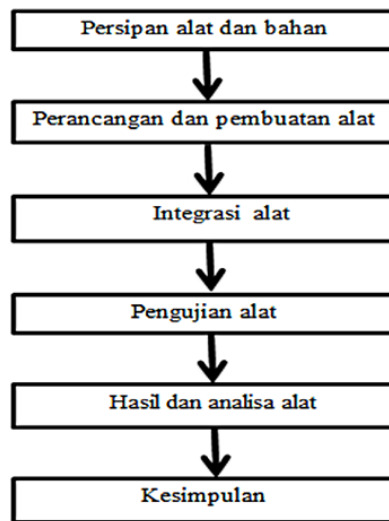 Persipan alat dan bahan
Perancangan dan pembuatan alat
Integrasi alat
Pengujian alat
Hasil dan analisa alat
Kesimpulan